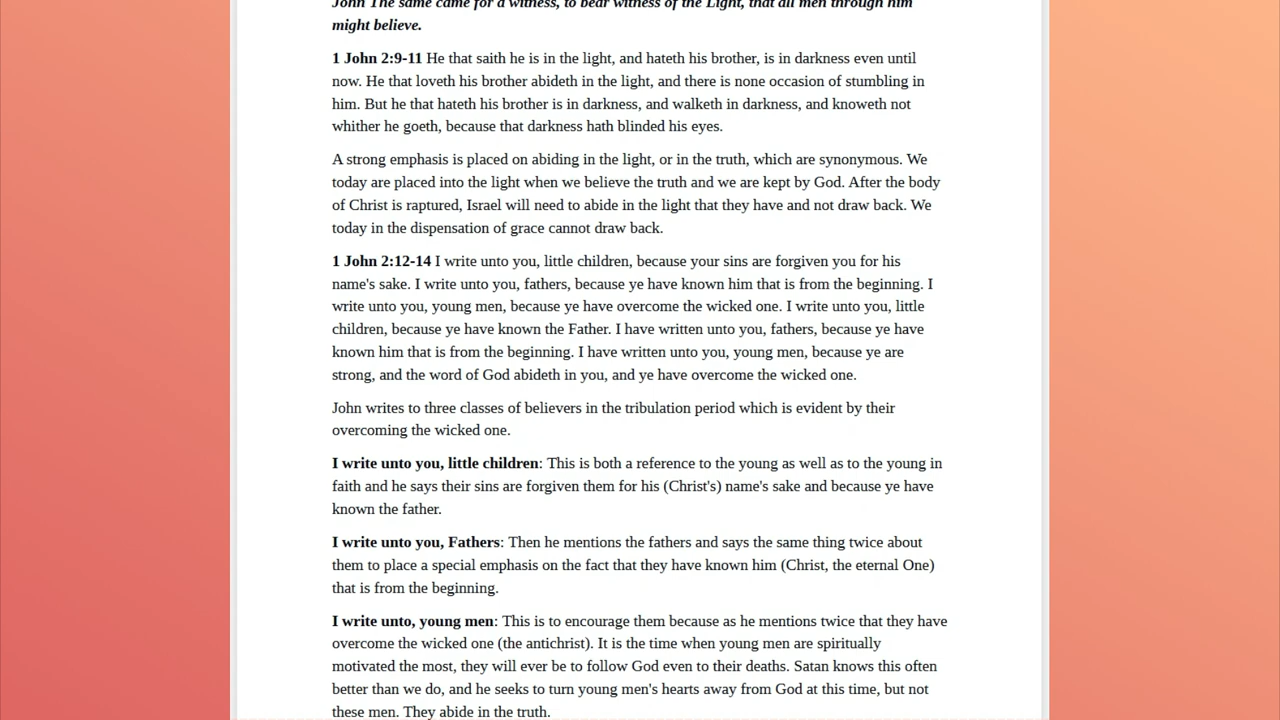 John The same came for a witness, to bear witness of the Light, that all men through him
might believe.
1 John 2:9-11 He that saith he is in the light, and hateth his brother, is in darkness even until
now. He that loveth his brother abideth in the light, and there is none occasion of stumbling in
him. But he that hateth his brother is in darkness, and walketh in darkness, and knoweth not
whither he goeth, because that darkness hath blinded his eyes.
A strong emphasis is placed on abiding in the light, or in the truth, which are synonymous. We
today are placed into the light when we believe the truth and we are kept by God. After the body
of Christ is raptured, Israel will need to abide in the light that they have and not draw back. We
today in the dispensation of grace cannot draw back.
1 John 2:12-14 I write unto you, little children, because your sins are forgiven you for his
name's sake. I write unto you, fathers, because ye have known him that is from the beginning. I
write unto you, young men, because ye have overcome the wicked one. I write unto you, little
children, because ye have known the Father. I have written unto you, fathers, because ye have
known him that is from the beginning. I have written unto you, young men, because ye are
strong, and the word of God abideth in you, and ye have overcome the wicked one.
John writes to three classes of believers in the tribulation period which is evident by their
overcoming the wicked one.
I write unto you, little children: This is both a reference to the young as well as to the young in
faith and he says their sins are forgiven them for his (Christ's) name's sake and because ye have
known the father.
I write unto you, Fathers: Then he mentions the fathers and says the same thing twice about
them to place a special emphasis on the fact that they have known him (Christ, the eternal One)
that is from the beginning.
I write unto, young men: This is to encourage them because as he mentions twice that they have
overcome the wicked one (the antichrist). It is the time when young men are spiritually
motivated the most, they will ever be to follow God even to their deaths. Satan knows this often
better than we do, and he seeks to turn young men's hearts away from God at this time, but not
these men. They abide in the truth.